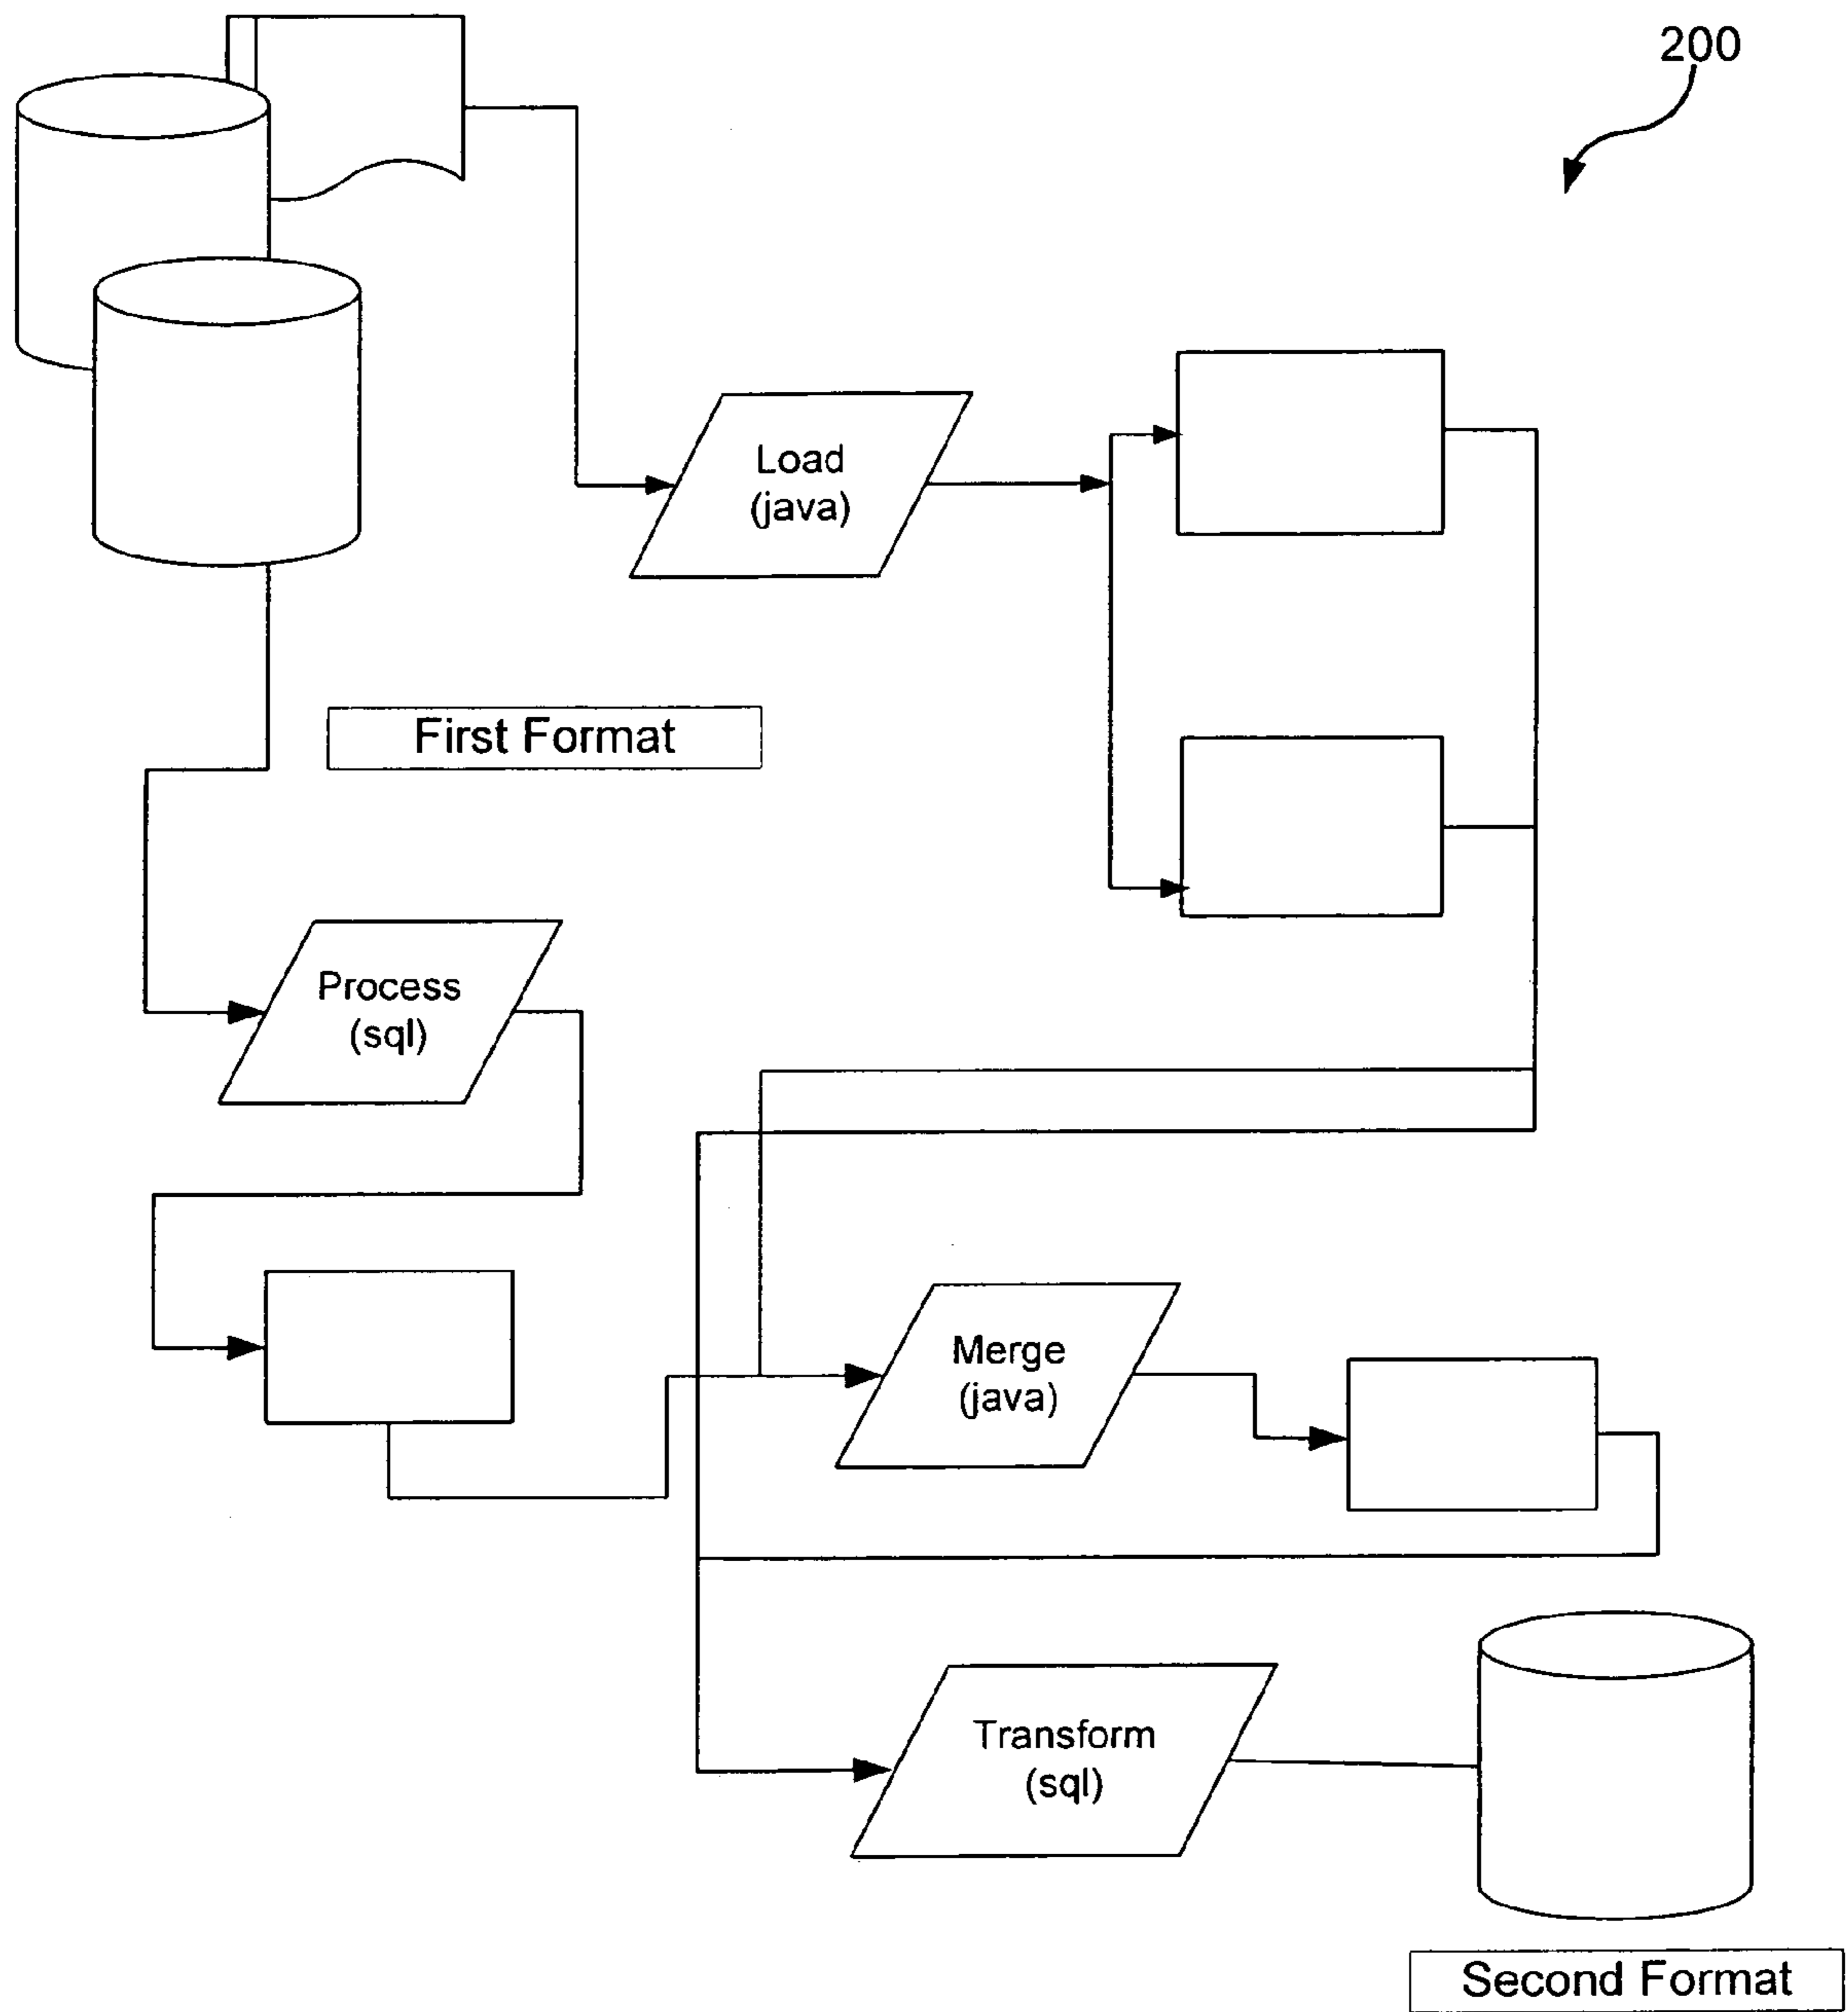 200
Load
(java)
First Format
Process
(sql)
Merge
(java)
Transform
(sql)
Second Format